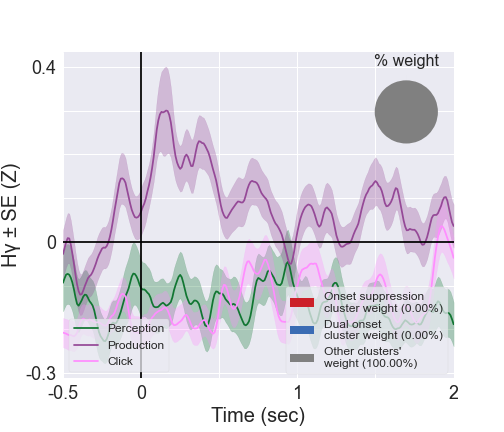 % weight
0.4
0
-0.3
Hγ ± SE (Z)
Perception
Production
Click
Onset suppression
cluster weight (0.00%)
Dual onset
cluster weight (0.00%)
Other clusters'
weight (100.00%)
-0.5
0
1
2
Time (sec)